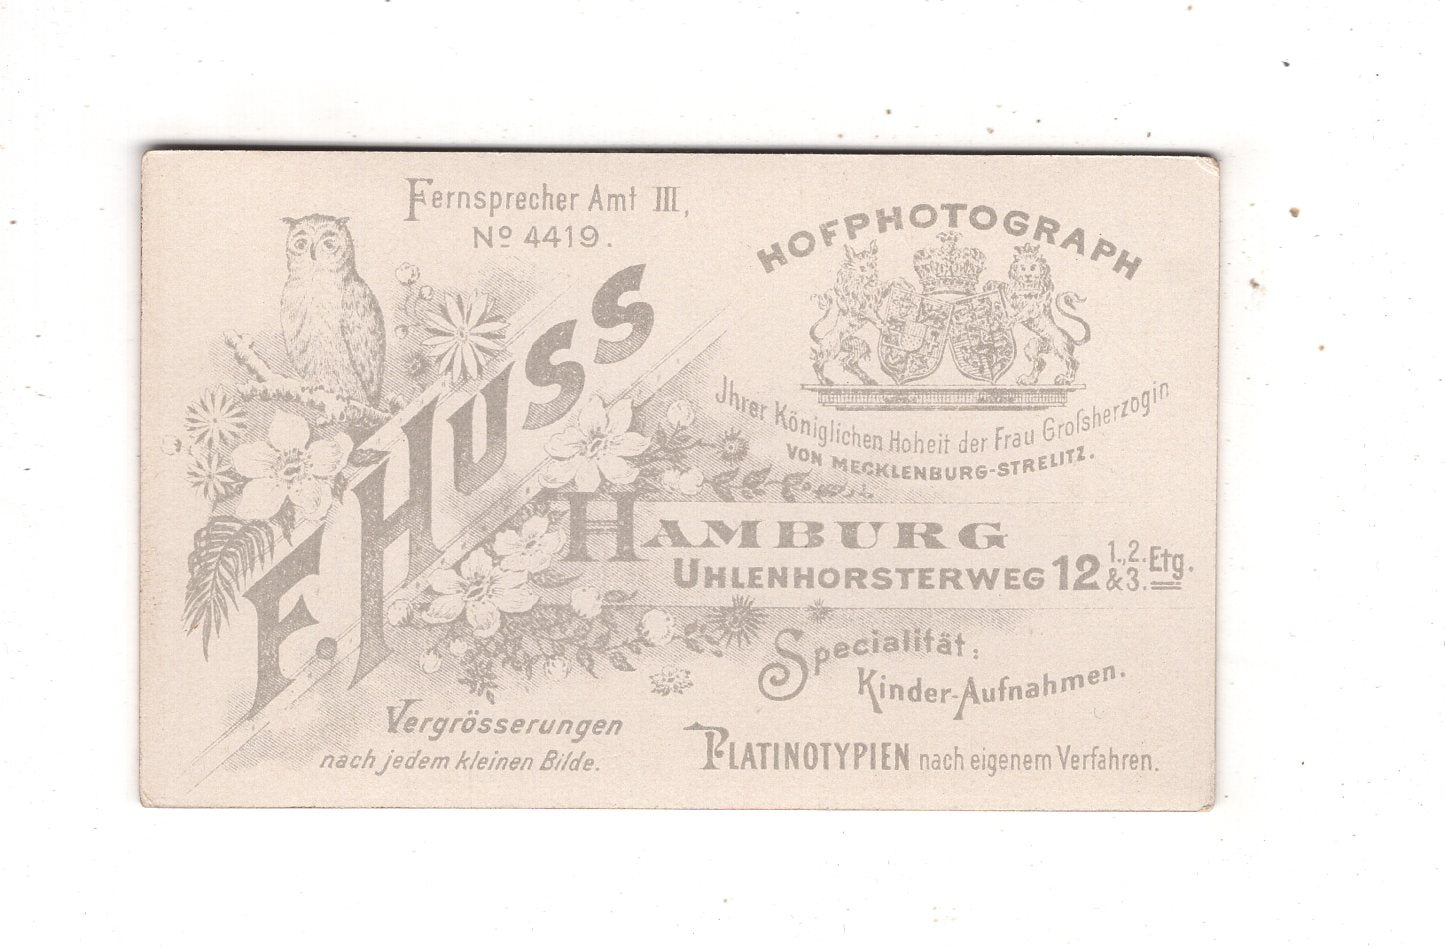 Fernsprecher Amt III,
No 4419.
F. Huss
HOFPHOTOGRAPH
Jhrer Königlichen Hoheit der Frau Grofsherzogin
VON MECKLENBURG-STRELITZ.
HAMBURG
UHLENHORSTERWEG 12 1., 2. & 3. Etg.
Specialität:
Kinder-Aufnahmen.
Vergrösserungen
nach jedem kleinen Bilde.
PLATINOTYPIEN nach eigenem Verfahren.